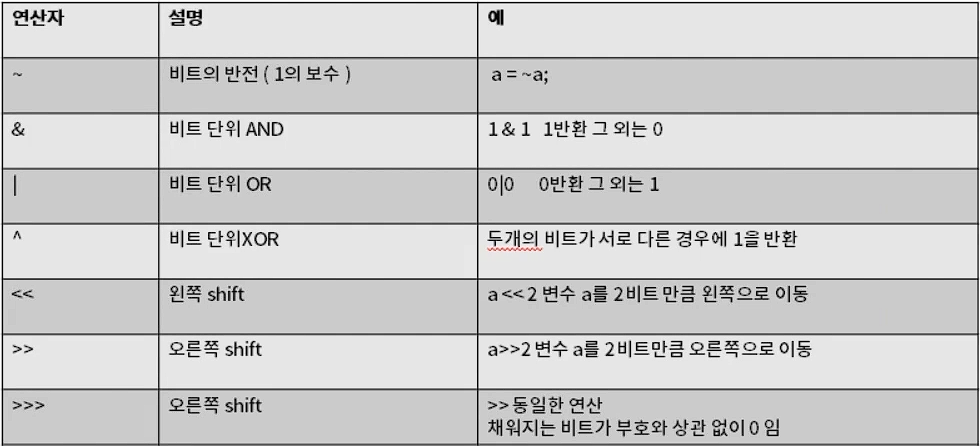 연산자 설명 예
~ 비트의 반전 ( 1의 보수 ) a = ~a;
& 비트 단위 AND 1 & 1 1반환 그 외는 0
| 비트 단위 OR 0|0 0반환 그 외는 1
^ 비트 단위XOR 두개의 비트가 서로 다른 경우에 1을 반환
<< 왼쪽 shift a << 2 변수 a를 2비트 만큼 왼쪽으로 이동
>> 오른쪽 shift a>>2 변수 a를 2비트만큼 오른쪽으로 이동
>>> 오른쪽 shift >> 동일한 연산
채워지는 비트가 부호와 상관 없이 0 임